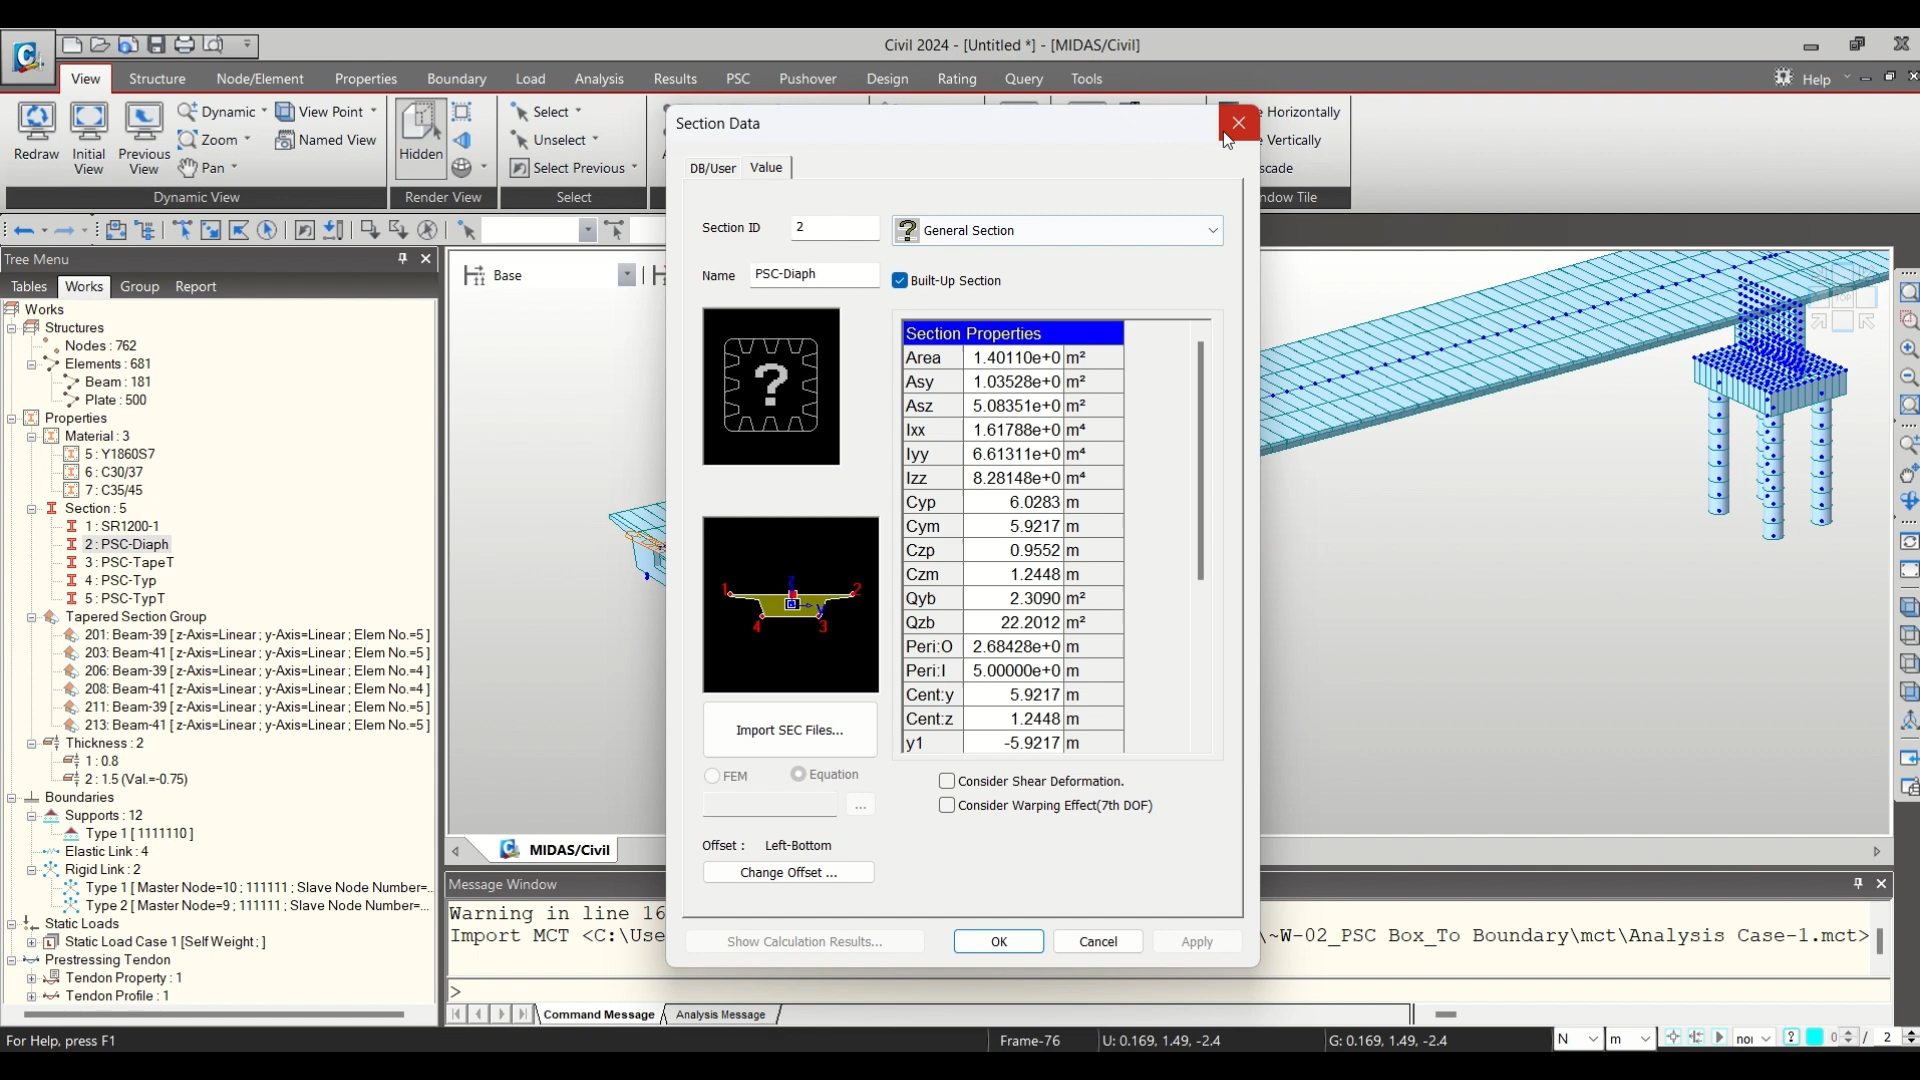 Civil 2024 - [Untitled *] - [MIDAS/Civil]
View Structure Node/Element Properties Boundary Load Analysis Results PSC Pushover Design Rating Query Tools Help
Dynamic View Point Select Horizontally
Zoom Named View Unselect Vertically
Redraw Initial View Previous View Pan Hidden Select Previous
Dynamic View Render View Select
Section Data
DB/User Value
Section ID 2 General Section
Name PSC-Diaph Built-Up Section
Section Properties
Area 1.40110e+0 m²
Asy 1.03528e+0 m²
Asz 5.08351e+0 m²
Ixx 1.61788e+0 m⁴
Iyy 6.61311e+0 m⁴
Izz 8.28148e+0 m⁴
Cyp 6.0283 m
Cym 5.9217 m
Czp 0.9552 m
Czm 1.2448 m
Qyb 2.3090 m²
Qzb 22.2012 m²
Peri:O 2.68428e+0 m
Peri:I 5.00000e+0 m
Cent:y 5.9217 m
Cent:z 1.2448 m
y1 -5.9217 m
1 z 2
y
4 3
Import SEC Files...
FEM Equation
...
Consider Shear Deformation.
Consider Warping Effect(7th DOF)
Offset : Left-Bottom
Change Offset ...
Show Calculation Results... OK Cancel Apply
Tree Menu
Tables Works Group Report
Base
Works
Structures
Nodes : 762
Elements : 681
Beam : 181
Plate : 500
Properties
Material : 3
5 : Y1860S7
6 : C30/37
7 : C35/45
Section : 5
1 : SR1200-1
2 : PSC-Diaph
3 : PSC-TapeT
4 : PSC-Typ
5 : PSC-TypT
Tapered Section Group
201: Beam-39 [ z-Axis=Linear ; y-Axis=Linear ; Elem No.=5 ]
203: Beam-41 [ z-Axis=Linear ; y-Axis=Linear ; Elem No.=5 ]
206: Beam-39 [ z-Axis=Linear ; y-Axis=Linear ; Elem No.=4 ]
208: Beam-41 [ z-Axis=Linear ; y-Axis=Linear ; Elem No.=4 ]
211: Beam-39 [ z-Axis=Linear ; y-Axis=Linear ; Elem No.=5 ]
213: Beam-41 [ z-Axis=Linear ; y-Axis=Linear ; Elem No.=5 ]
Thickness : 2
1 : 0.8
2 : 1.5 (Val.=-0.75)
Boundaries
Supports : 12
Type 1 [ 1111110 ]
Elastic Link : 4
Rigid Link : 2
Type 1 [ Master Node=10 ; 111111 ; Slave Node Number=...
Type 2 [ Master Node=9 ; 111111 ; Slave Node Number=...
Static Loads
Static Load Case 1 [Self Weight ; ]
Prestressing Tendon
Tendon Property : 1
Tendon Profile : 1
MIDAS/Civil
Message Window
Warning in line 16
Import MCT <C:\Use \~W-02_PSC Box_To Boundary\mct\Analysis Case-1.mct>
>
Command Message Analysis Message
For Help, press F1 Frame-76 U: 0.169, 1.49, -2.4 G: 0.169, 1.49, -2.4 N m 0 / 2